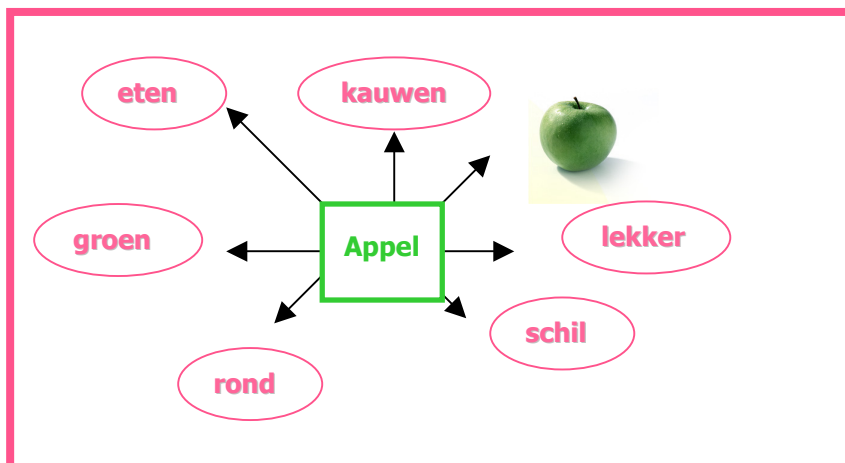 eten
kauwen
groen
Appel
lekker
schil
rond